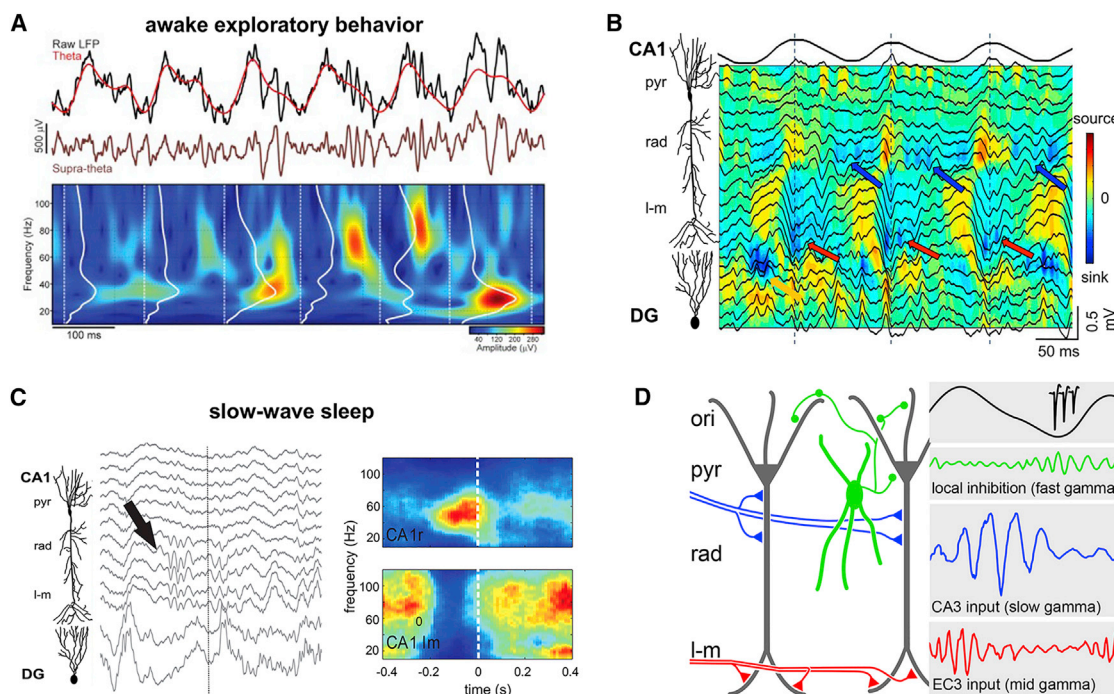 A
awake exploratory behavior
Raw LFP
Theta
500 µV
Supra-theta
Frequency (Hz)
100
80
60
40
20
100 ms
40 120 200 280
Amplitude (µV)
B
CA1
pyr
rad
l-m
DG
source
0
sink
0.5 mV
50 ms
C
slow-wave sleep
CA1
pyr
rad
l-m
DG
frequency (Hz)
100
60
20
CA1r
100
60
20
0
CA1 lm
-0.4 -0.2 0 0.2 0.4
time (s)
D
ori
pyr
rad
l-m
local inhibition (fast gamma)
CA3 input (slow gamma)
EC3 input (mid gamma)